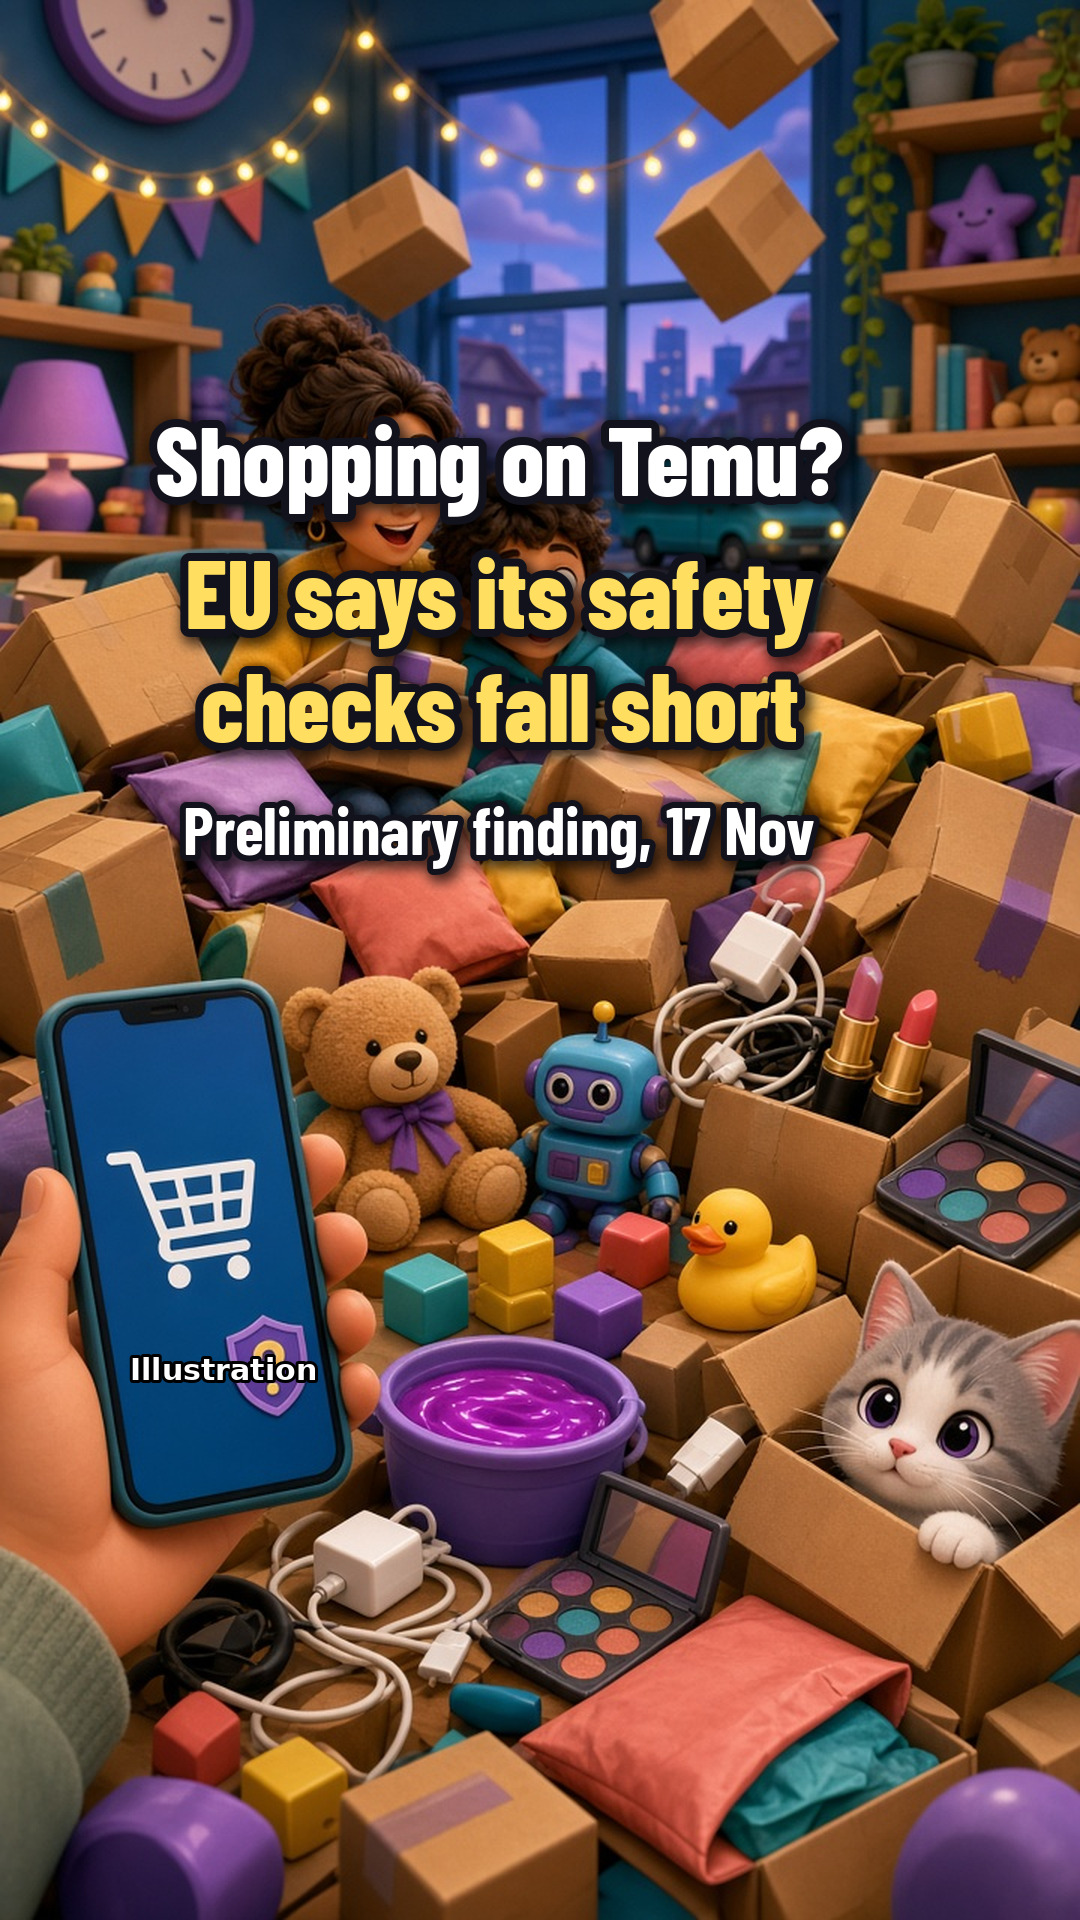 Shopping on Temu?
EU says its safety
checks fall short
Preliminary finding, 17 Nov
Illustration